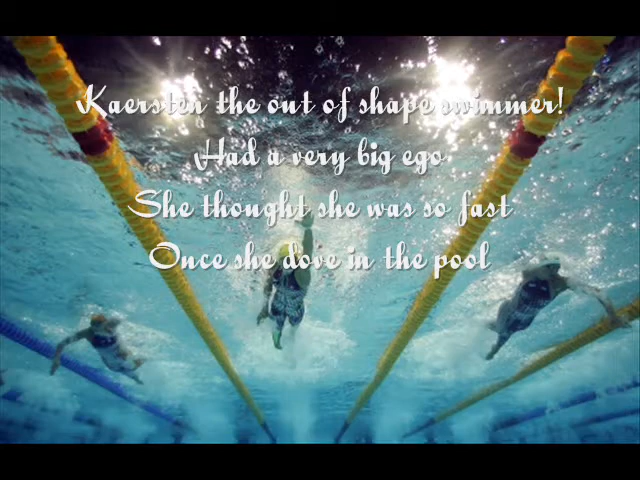 Kaersten the out of shape swimmer!
Had a very big ego
She thought she was so fast
Once she dove in the pool